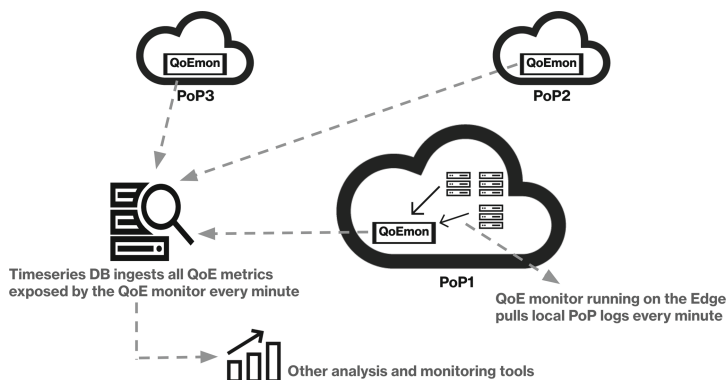 QoEmon
PoP3
QoEmon
PoP2
QoEmon
PoP1
Timeseries DB ingests all QoE metrics
exposed by the QoE monitor every minute
QoE monitor running on the Edge
pulls local PoP logs every minute
Other analysis and monitoring tools